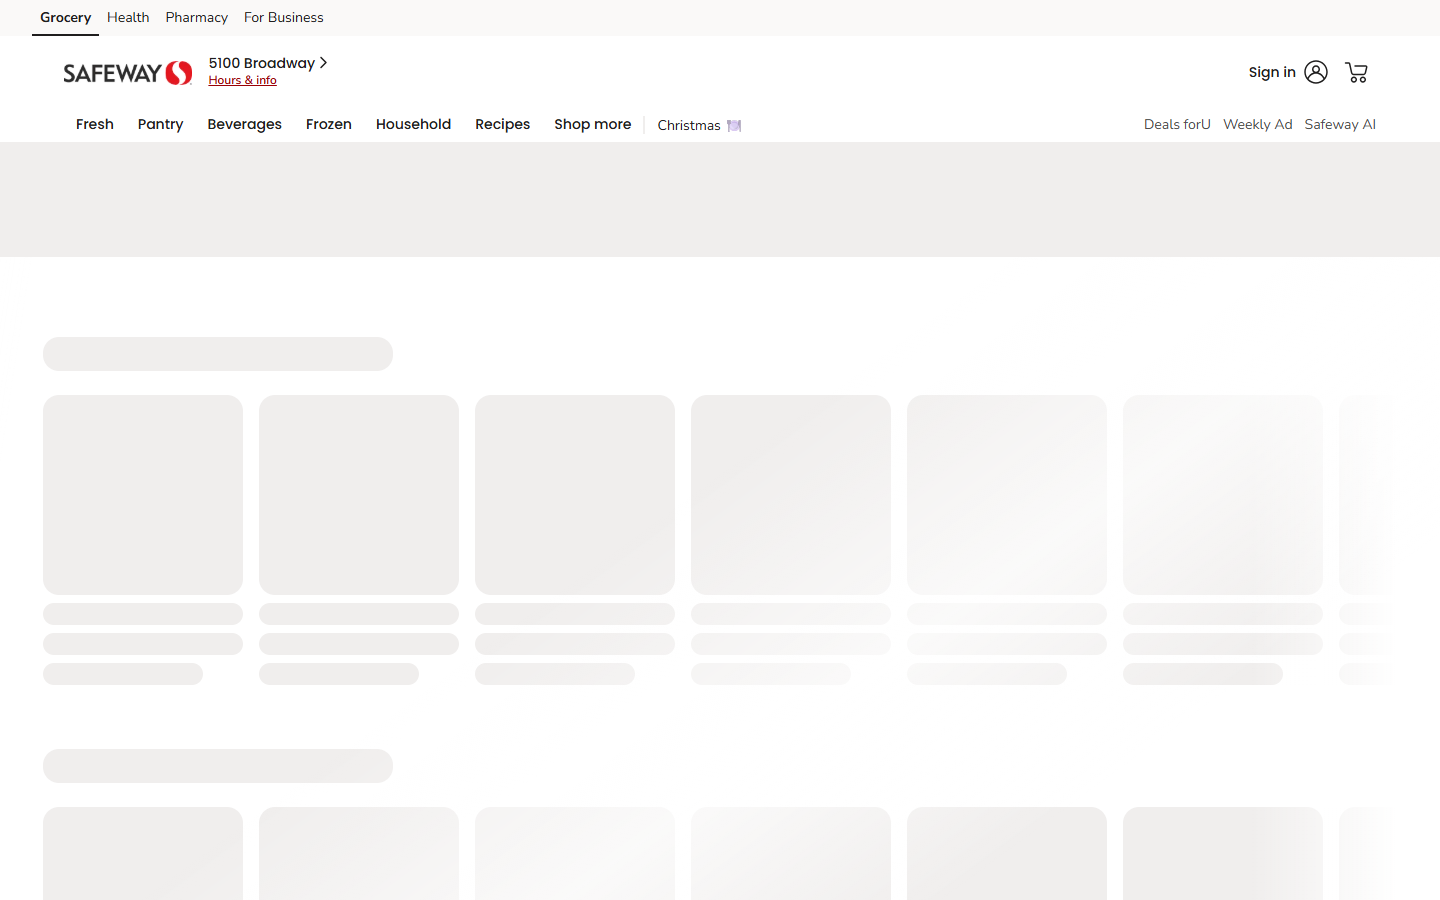 Grocery Health Pharmacy For Business
SAFEWAY
5100 Broadway
Hours & info
Sign in
Fresh Pantry Beverages Frozen Household Recipes Shop more Christmas Deals forU Weekly Ad Safeway AI